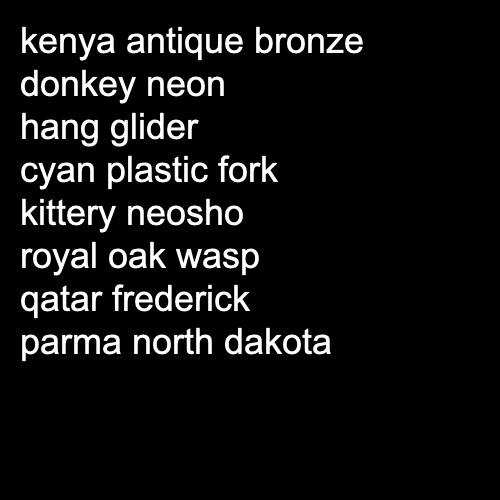 kenya antique bronze
donkey neon
hang glider
cyan plastic fork
kittery neosho
royal oak wasp
qatar frederick
parma north dakota